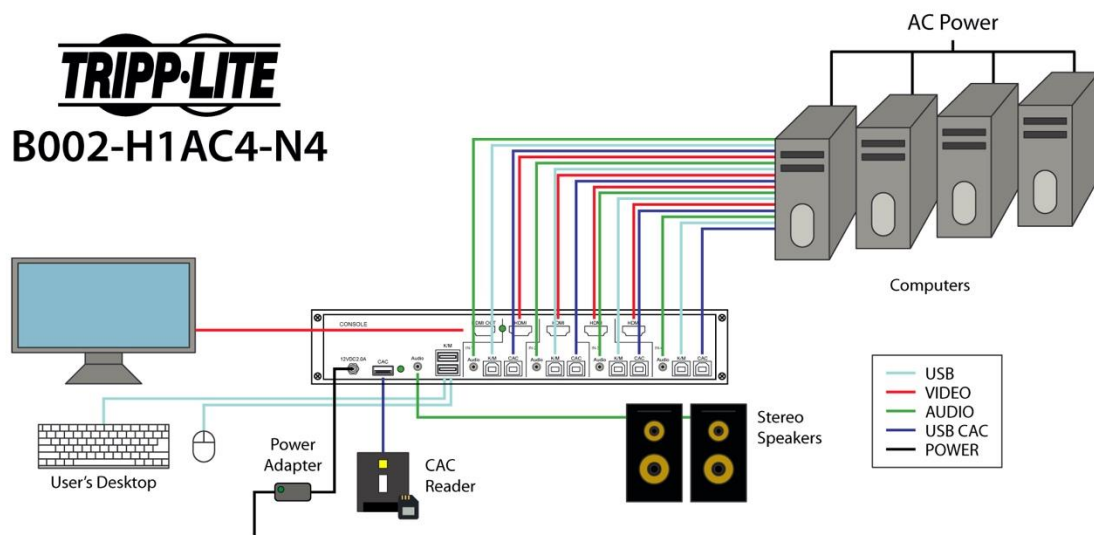 AC Power
TRIPP·LITE
B002-H1AC4-N4
Computers
CONSOLE
HDMI OUT
HDMI
HDMI
HDMI
HDMI
K/M
12VDC2.0A
CAC
Audio
Audio
K/M
CAC
Audio
K/M
CAC
Audio
K/M
CAC
Audio
K/M
CAC
USB
VIDEO
AUDIO
USB CAC
POWER
Stereo
Speakers
Power
Adapter
CAC
Reader
User's Desktop